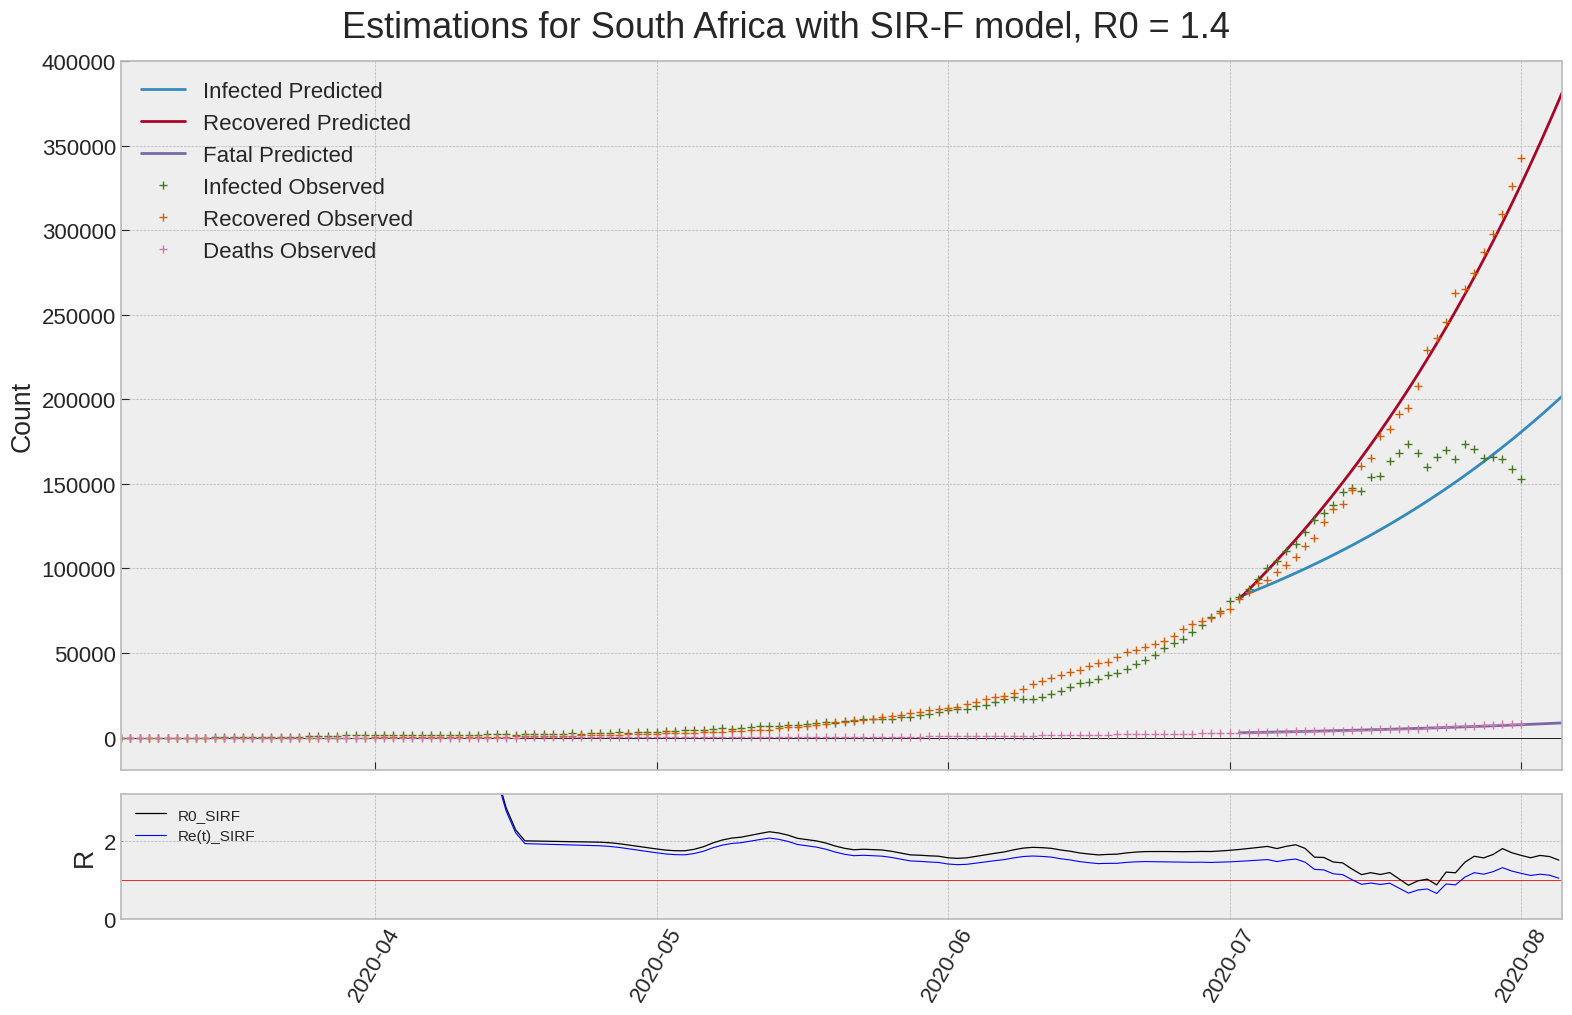 Estimations for South Africa with SIR-F model, R0 = 1.4
400000
350000
300000
250000
200000
150000
100000
50000
0
Count
Infected Predicted
Recovered Predicted
Fatal Predicted
Infected Observed
Recovered Observed
Deaths Observed
R0_SIRF
Re(t)_SIRF
2
0
R
2020-04
2020-05
2020-06
2020-07
2020-08